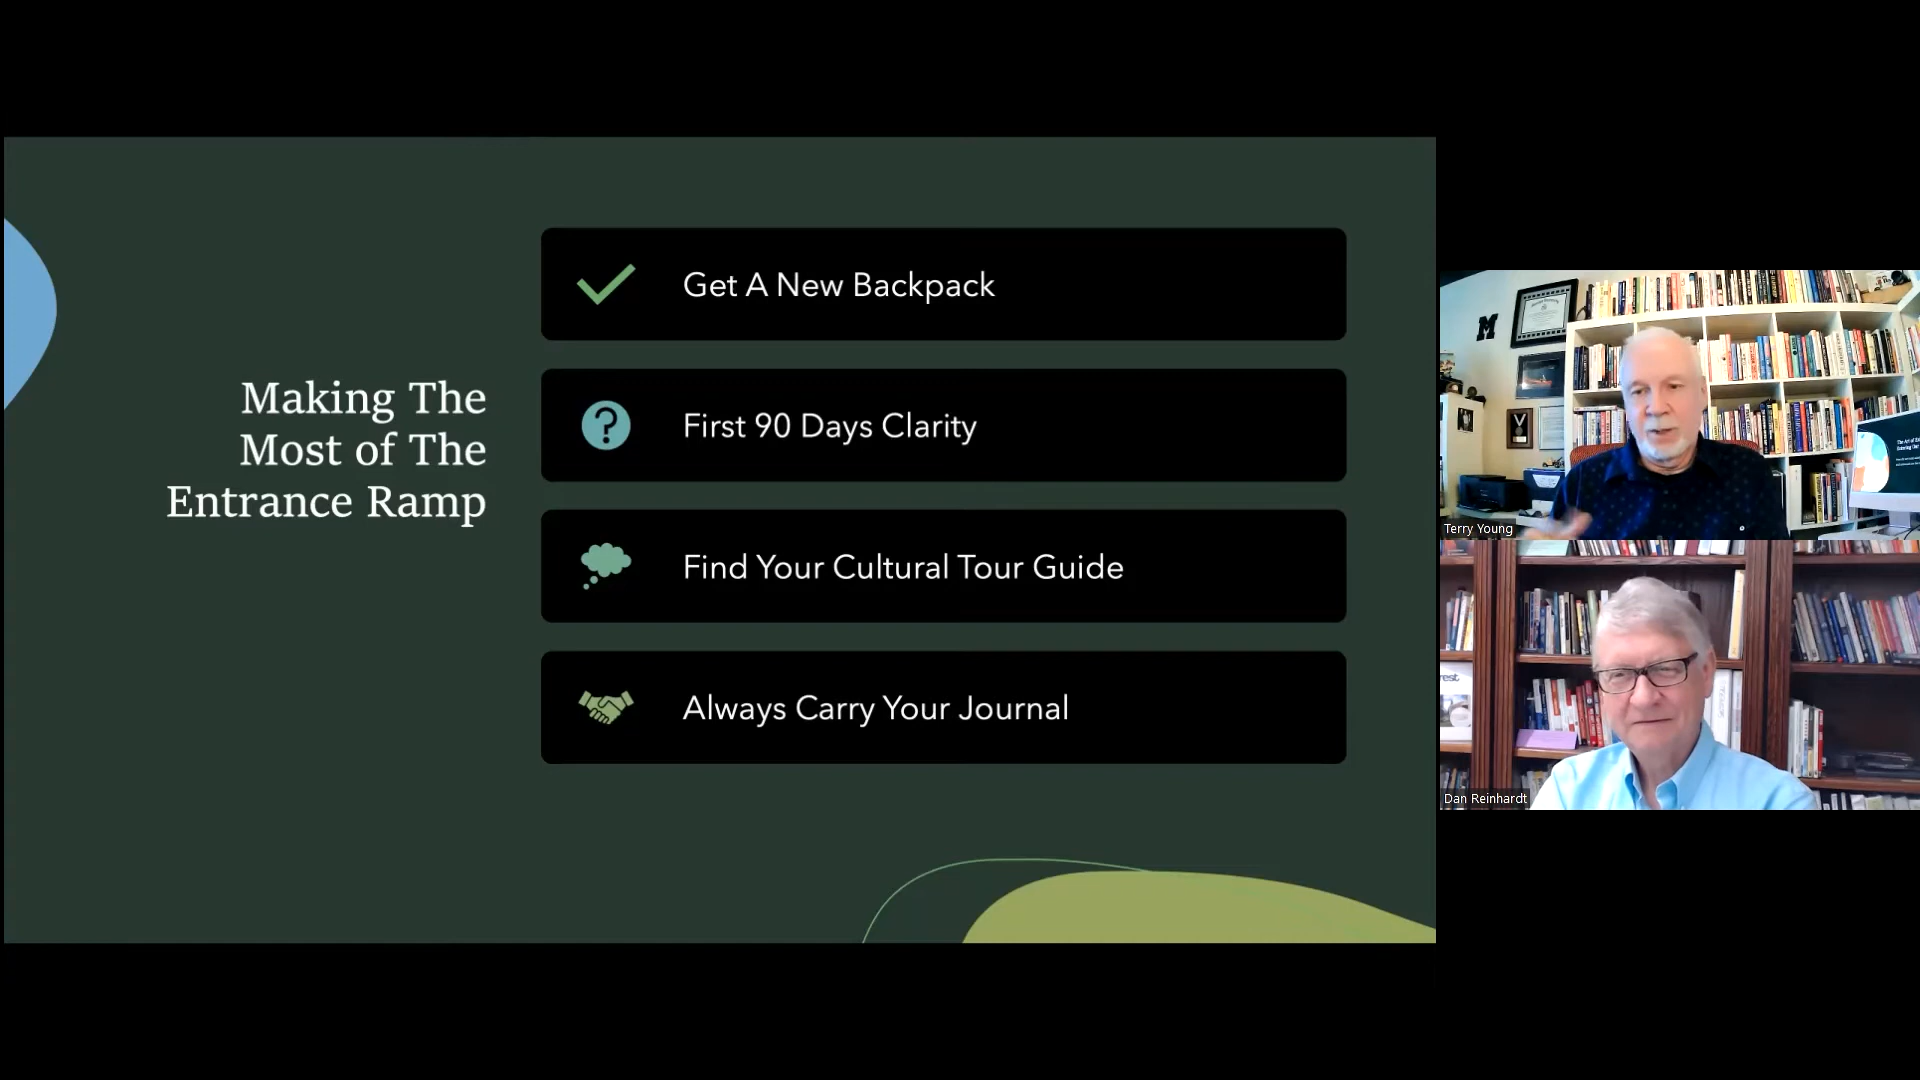 Making The
Most of The
Entrance Ramp
Get A New Backpack
First 90 Days Clarity
Find Your Cultural Tour Guide
Always Carry Your Journal
M
Terry Young
Dan Reinhardt